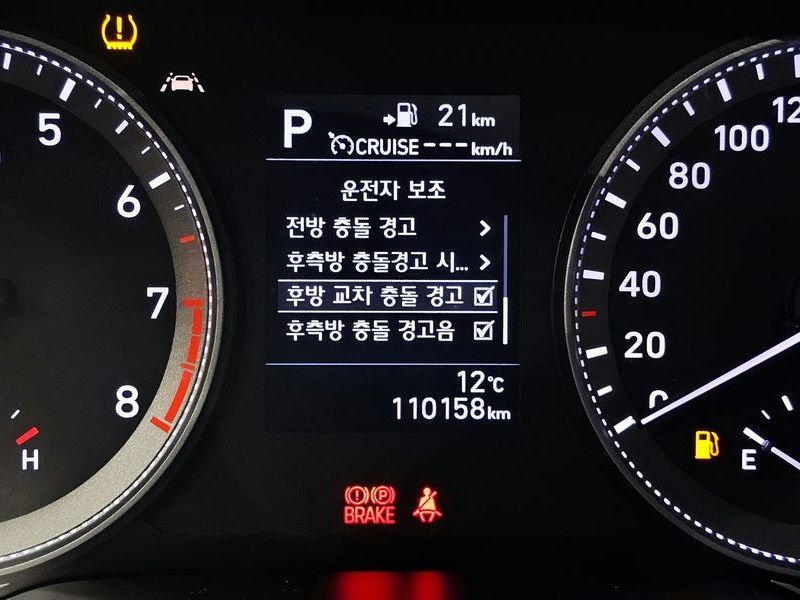 P 21km
CRUISE---km/h
운전자 보조
전방 충돌 경고
후측방 충돌경고 시...
후방 교차 충돌 경고
후측방 충돌 경고음
12°C
110158km
5
6
7
8
H
120
100
80
60
40
20
0
E
(!) (P)
BRAKE